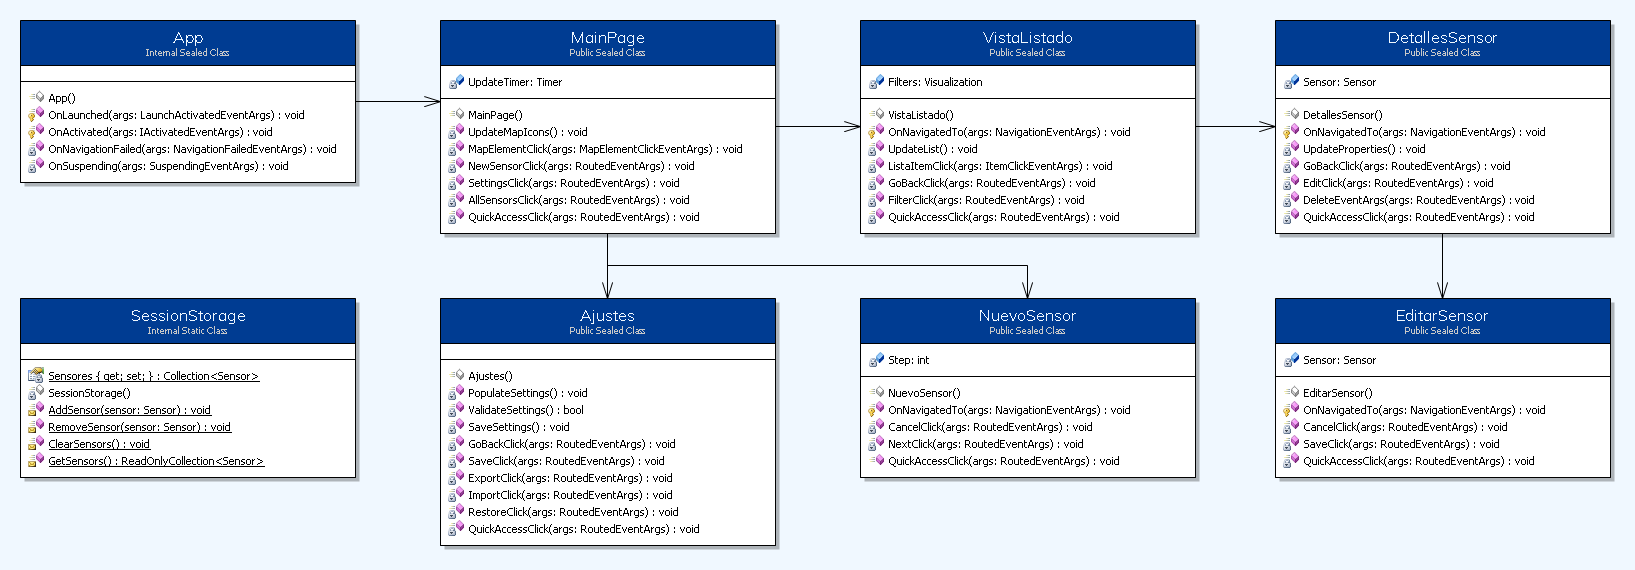 App
Internal Sealed Class
App()
OnLaunched(args: LaunchActivatedEventArgs) : void
OnActivated(args: IActivatedEventArgs) : void
OnNavigationFailed(args: NavigationFailedEventArgs) : void
OnSuspending(args: SuspendingEventArgs) : void
MainPage
Public Sealed Class
UpdateTimer: Timer
MainPage()
UpdateMapIcons() : void
MapElementClick(args: MapElementClickEventArgs) : void
NewSensorClick(args: RoutedEventArgs) : void
SettingsClick(args: RoutedEventArgs) : void
AllSensorsClick(args: RoutedEventArgs) : void
QuickAccessClick(args: RoutedEventArgs) : void
VistaListado
Public Sealed Class
Filters: Visualization
VistaListado()
OnNavigatedTo(args: NavigationEventArgs) : void
UpdateList() : void
ListaItemClick(args: ItemClickEventArgs) : void
GoBackClick(args: RoutedEventArgs) : void
FilterClick(args: RoutedEventArgs) : void
QuickAccessClick(args: RoutedEventArgs) : void
DetallesSensor
Public Sealed Class
Sensor: Sensor
DetallesSensor()
OnNavigatedTo(args: NavigationEventArgs) : void
UpdateProperties() : void
GoBackClick(args: RoutedEventArgs) : void
EditClick(args: RoutedEventArgs) : void
DeleteEventArgs(args: RoutedEventArgs) : void
QuickAccessClick(args: RoutedEventArgs) : void
SessionStorage
Internal Static Class
Sensores { get; set; } : Collection<Sensor>
SessionStorage()
AddSensor(sensor: Sensor) : void
RemoveSensor(sensor: Sensor) : void
ClearSensors() : void
GetSensors() : ReadOnlyCollection<Sensor>
Ajustes
Public Sealed Class
Ajustes()
PopulateSettings() : void
ValidateSettings() : bool
SaveSettings() : void
GoBackClick(args: RoutedEventArgs) : void
SaveClick(args: RoutedEventArgs) : void
ExportClick(args: RoutedEventArgs) : void
ImportClick(args: RoutedEventArgs) : void
RestoreClick(args: RoutedEventArgs) : void
QuickAccessClick(args: RoutedEventArgs) : void
NuevoSensor
Public Sealed Class
Step: int
NuevoSensor()
OnNavigatedTo(args: NavigationEventArgs) : void
CancelClick(args: RoutedEventArgs) : void
NextClick(args: RoutedEventArgs) : void
QuickAccessClick(args: RoutedEventArgs) : void
EditarSensor
Public Sealed Class
Sensor: Sensor
EditarSensor()
OnNavigatedTo(args: NavigationEventArgs) : void
CancelClick(args: RoutedEventArgs) : void
SaveClick(args: RoutedEventArgs) : void
QuickAccessClick(args: RoutedEventArgs) : void